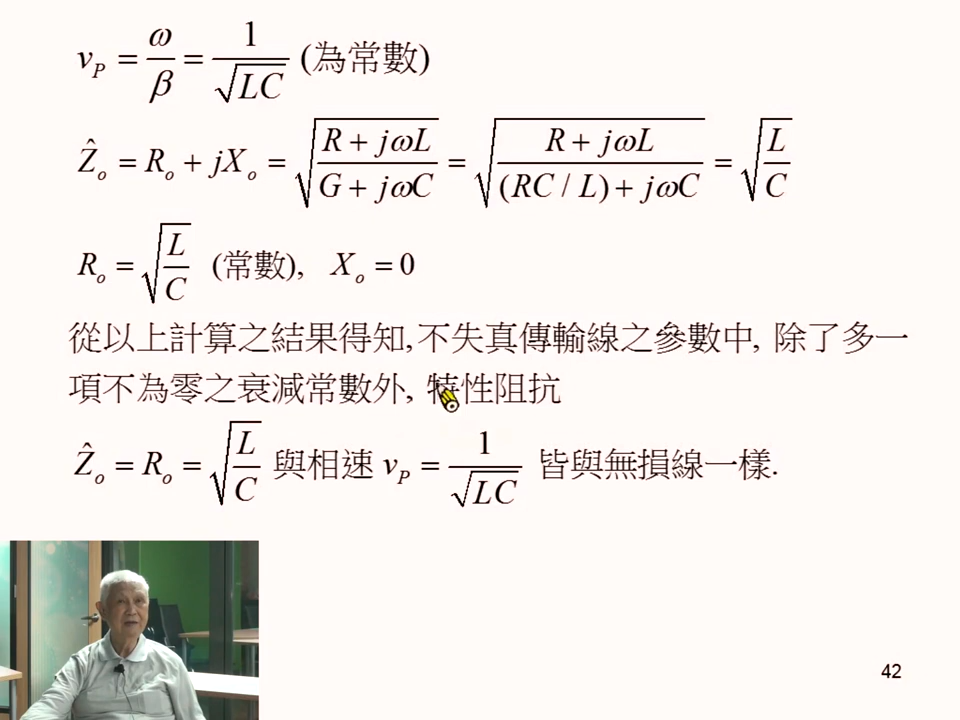 v_P = ω/β = 1/√(LC) (為常數)
Ẑ_o = R_o + jX_o = √((R + jωL)/(G + jωC)) = √((R + jωL)/((RC / L) + jωC)) = √(L/C)
R_o = √(L/C) (常數), X_o = 0
從以上計算之結果得知,不失真傳輸線之參數中, 除了多一
項不為零之衰減常數外, 特性阻抗
Ẑ_o = R_o = √(L/C) 與相速 v_P = 1/√(LC) 皆與無損線一樣.
42